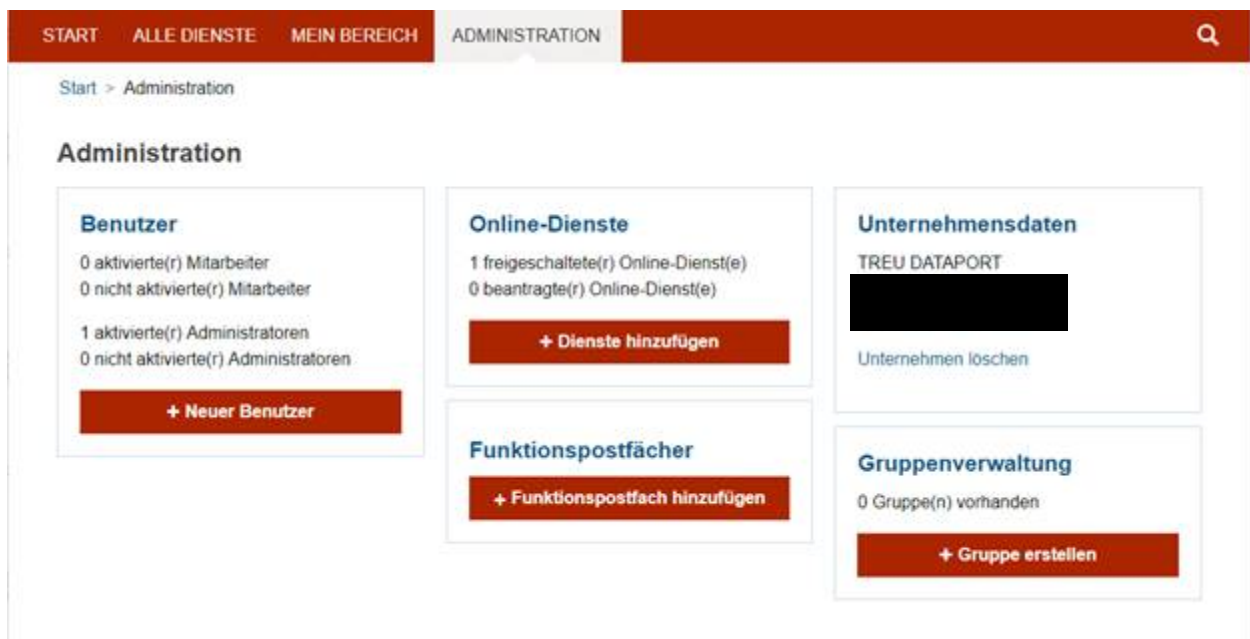 START ALLE DIENSTE MEIN BEREICH ADMINISTRATION
Start > Administration
Administration
Benutzer
0 aktivierte(r) Mitarbeiter
0 nicht aktivierte(r) Mitarbeiter
1 aktivierte(r) Administratoren
0 nicht aktivierte(r) Administratoren
+ Neuer Benutzer
Online-Dienste
1 freigeschaltete(r) Online-Dienst(e)
0 beantragte(r) Online-Dienst(e)
+ Dienste hinzufügen
Funktionspostfächer
+ Funktionspostfach hinzufügen
Unternehmensdaten
TREU DATAPORT
Unternehmen löschen
Gruppenverwaltung
0 Gruppe(n) vorhanden
+ Gruppe erstellen